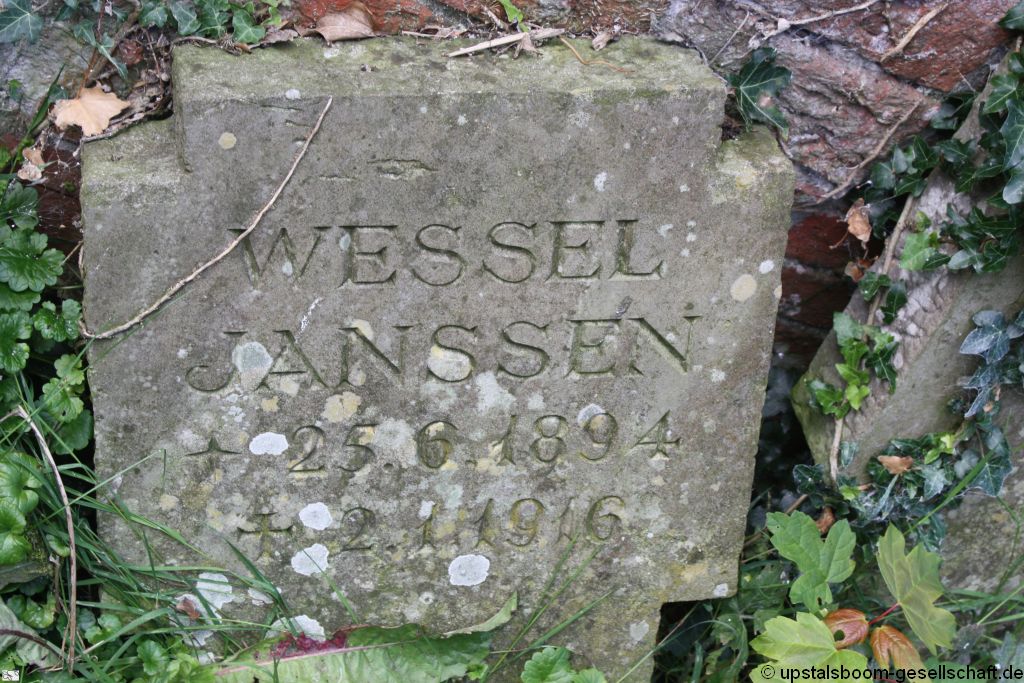 WESSEL
JANSSEN
* 25.6.1894
† 2.1.1916
© upstalsboom-gesellschaft.de